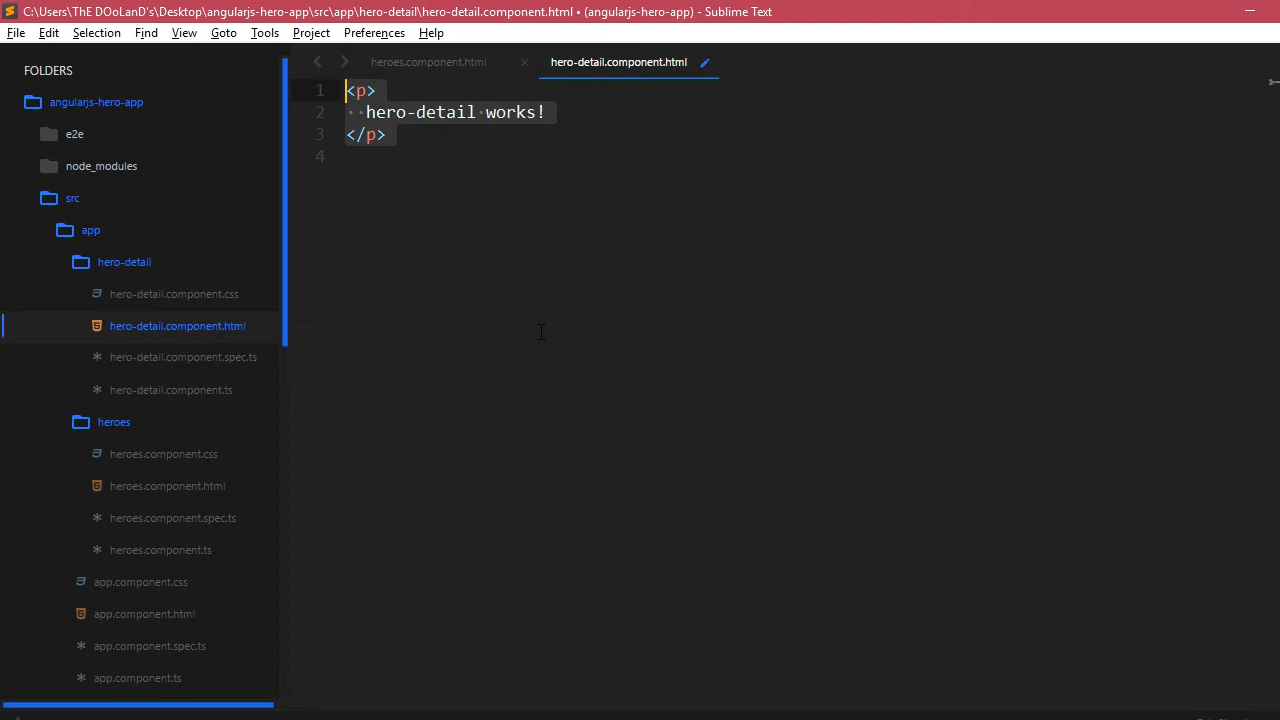 C:\Users\ThE DOoLanD's\Desktop\angularjs-hero-app\src\app\hero-detail\hero-detail.component.html • (angularjs-hero-app) - Sublime Text
File Edit Selection Find View Goto Tools Project Preferences Help
FOLDERS
angularjs-hero-app
e2e
node_modules
src
app
hero-detail
hero-detail.component.css
hero-detail.component.html
hero-detail.component.spec.ts
hero-detail.component.ts
heroes
heroes.component.css
heroes.component.html
heroes.component.spec.ts
heroes.component.ts
app.component.css
app.component.html
app.component.spec.ts
app.component.ts
heroes.component.html × hero-detail.component.html
1 <p>
2 ··hero-detail·works!
3 </p>
4